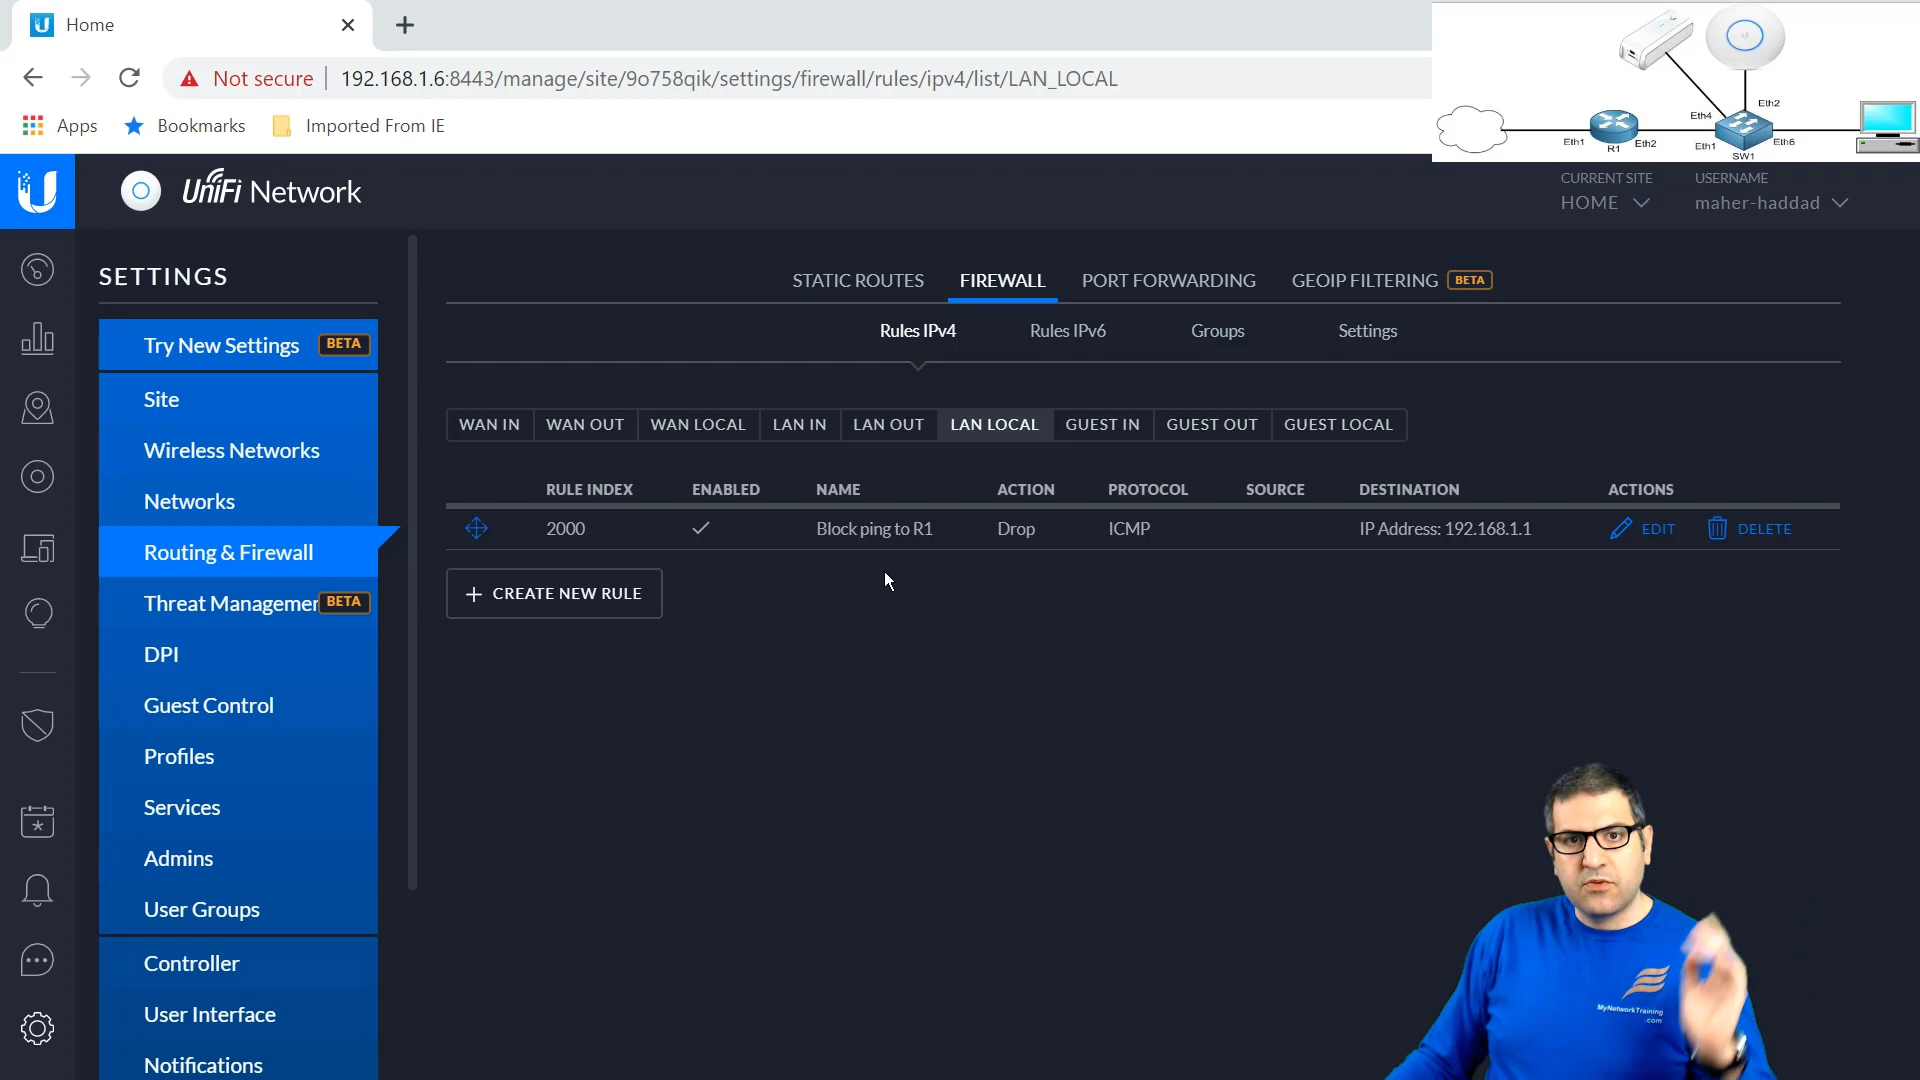 Home
Not secure
192.168.1.6:8443/manage/site/9o758qik/settings/firewall/rules/ipv4/list/LAN_LOCAL
Apps
Bookmarks
Imported From IE
Eth2
Eth4
Eth1
R1
Eth2
Eth1
SW1
Eth6
UniFi Network
CURRENT SITE
HOME
USERNAME
maher-haddad
SETTINGS
Try New Settings BETA
Site
Wireless Networks
Networks
Routing & Firewall
Threat Managemen BETA
DPI
Guest Control
Profiles
Services
Admins
User Groups
Controller
User Interface
Notifications
STATIC ROUTES FIREWALL PORT FORWARDING GEOIP FILTERING BETA
Rules IPv4 Rules IPv6 Groups Settings
WAN IN WAN OUT WAN LOCAL LAN IN LAN OUT LAN LOCAL GUEST IN GUEST OUT GUEST LOCAL
RULE INDEX ENABLED NAME ACTION PROTOCOL SOURCE DESTINATION ACTIONS
2000 Block ping to R1 Drop ICMP IP Address: 192.168.1.1 EDIT DELETE
CREATE NEW RULE
MyNetworkTraining
.com